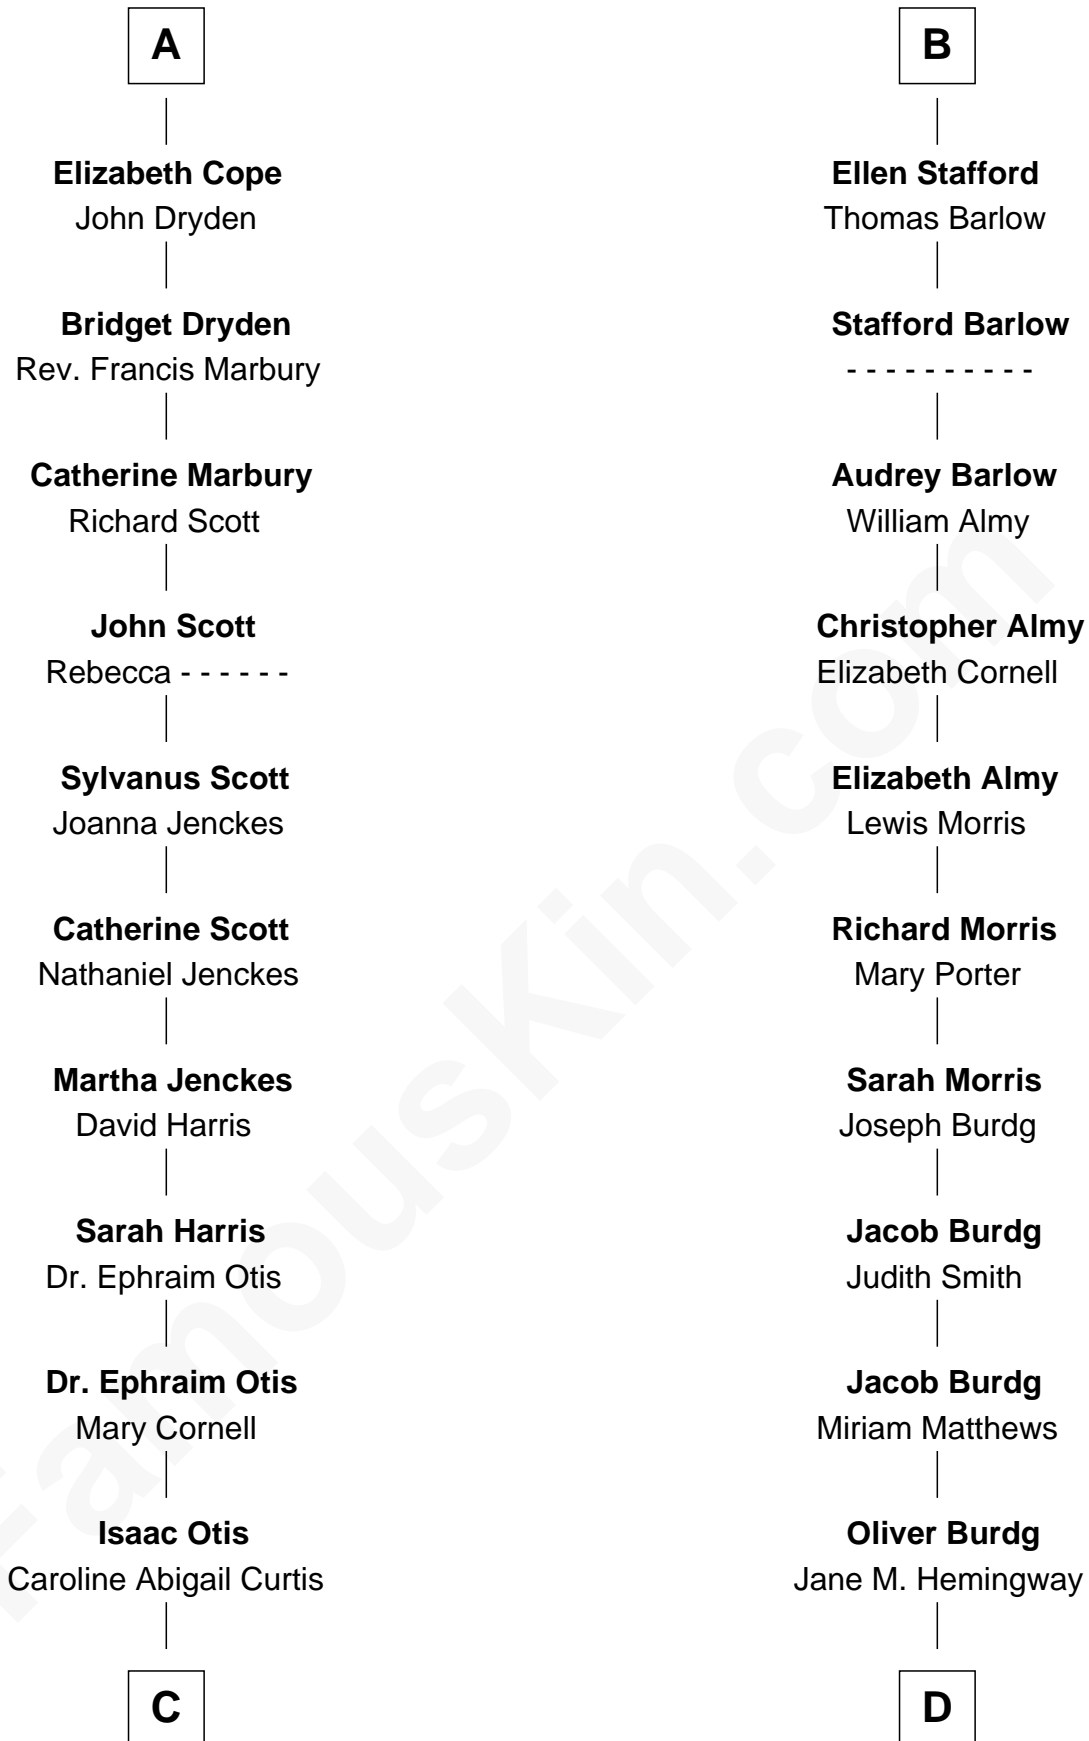 A
Elizabeth Cope
John Dryden
Bridget Dryden
Rev. Francis Marbury
Catherine Marbury
Richard Scott
John Scott
Rebecca - - - - - -
Sylvanus Scott
Joanna Jenckes
Catherine Scott
Nathaniel Jenckes
Martha Jenckes
David Harris
Sarah Harris
Dr. Ephraim Otis
Dr. Ephraim Otis
Mary Cornell
Isaac Otis
Caroline Abigail Curtis
C
B
Ellen Stafford
Thomas Barlow
Stafford Barlow
- - - - - - - - - -
Audrey Barlow
William Almy
Christopher Almy
Elizabeth Cornell
Elizabeth Almy
Lewis Morris
Richard Morris
Mary Porter
Sarah Morris
Joseph Burdg
Jacob Burdg
Judith Smith
Jacob Burdg
Miriam Matthews
Oliver Burdg
Jane M. Hemingway
D
FamousKin.com